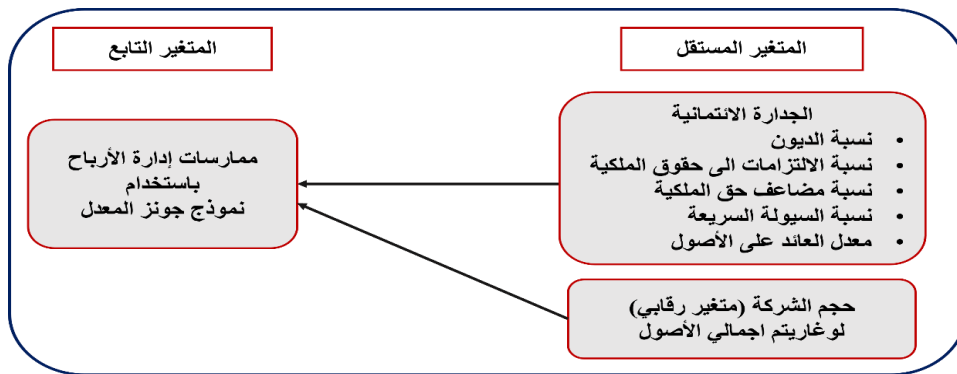 المتغير المستقل
المتغير التابع
الجدارة الائتمانية
نسبة الديون
نسبة الالتزامات الى حقوق الملكية
نسبة مضاعف حق الملكية
نسبة السيولة السريعة
معدل العائد على الأصول
ممارسات إدارة الأرباح
باستخدام
نموذج جونز المعدل
حجم الشركة (متغير رقابي)
لوغاريتم اجمالي الأصول